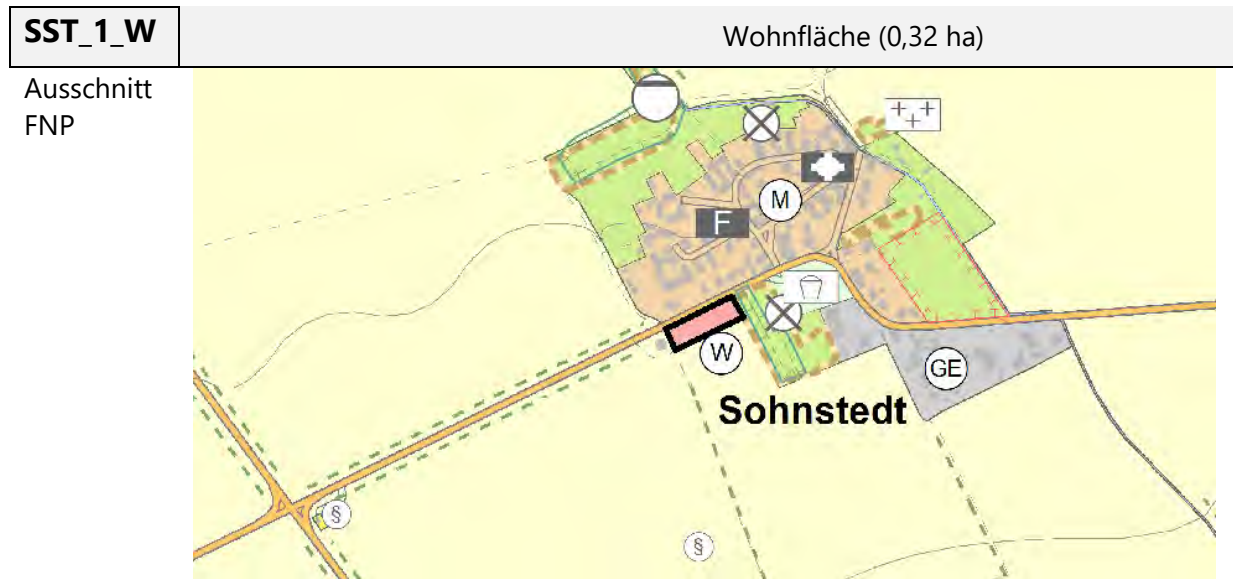 SST_1_W
Wohnfläche (0,32 ha)
Ausschnitt
FNP
M
F
W
GE
Sohnstedt
§
§